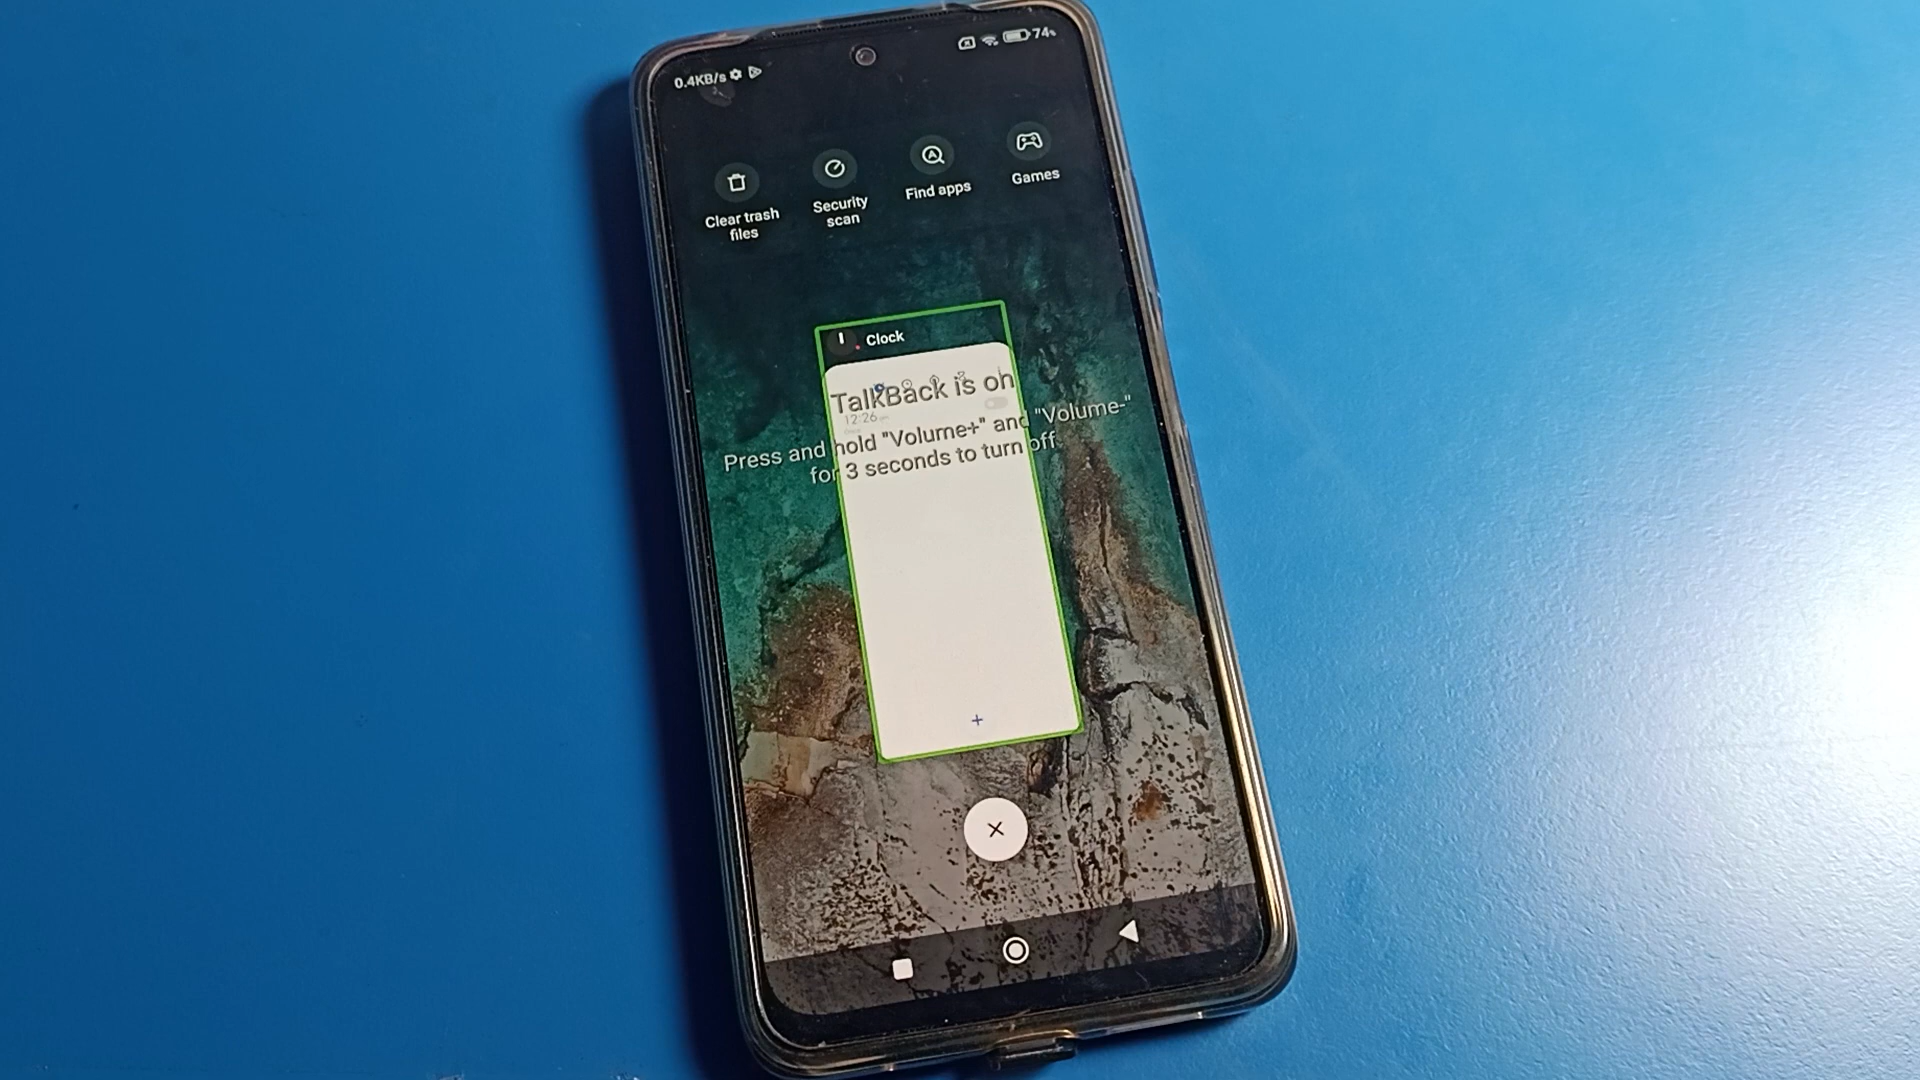 0.4KB/s
74%
Clear trash
files
Security
scan
Find apps
Games
Clock
TalkBack is on
12:26
Press and hold "Volume+" and "Volume-"
for 3 seconds to turn off.